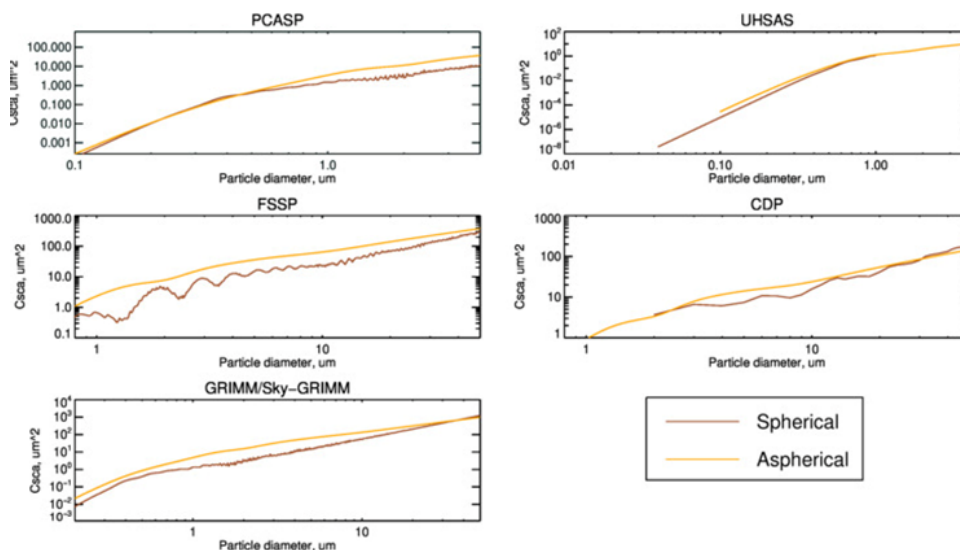 PCASP
Csca, um^2
100.000
10.000
1.000
0.100
0.010
0.001
0.1
1.0
Particle diameter, um
UHSAS
Csca, um^2
10^2
10^0
10^-2
10^-4
10^-6
10^-8
0.01
0.10
1.00
Particle diameter, um
FSSP
Csca, um^2
1000.0
100.0
10.0
1.0
0.1
1
10
Particle diameter, um
CDP
Csca, um^2
1000
100
10
1
1
10
Particle diameter, um
GRIMM/Sky-GRIMM
Csca, um^2
10^4
10^3
10^2
10^1
10^0
10^-1
10^-2
10^-3
1
10
Particle diameter, um
Spherical
Aspherical